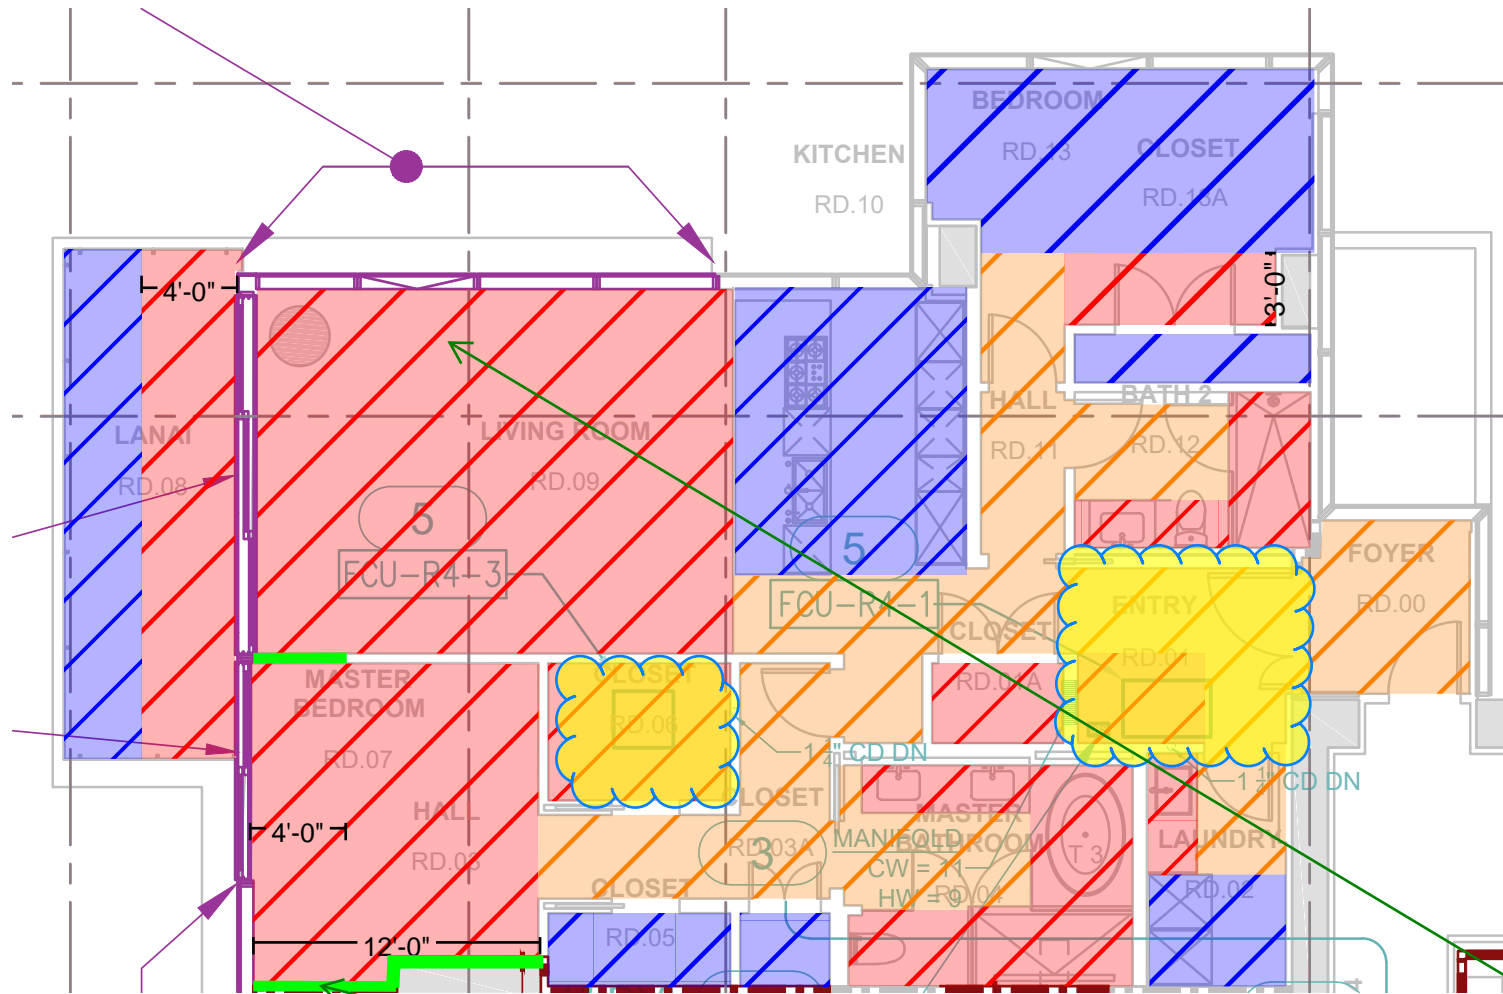 BEDROOM
RD.13
CLOSET
RD.13A
KITCHEN
RD.10
4'-0"
3'-0"
LANAI
RD.08
LIVING ROOM
RD.09
HALL
RD.11
BATH 2
RD.12
5
FCU-R4-3
5
FCU-R4-1
CLOSET
RD.01A
ENTRY
RD.01
FOYER
RD.00
MASTER
BEDROOM
RD.07
CLOSET
RD.06
1 1/4" CD DN
1 1/4" CD DN
HALL
RD.03
4'-0"
CLOSET
RD.03A
3
MASTER
BATHROOM
RD.04
MANIFOLD
CW = 11
HW = 9
T 3
LAUNDRY
RD.02
CLOSET
RD.05
12'-0"